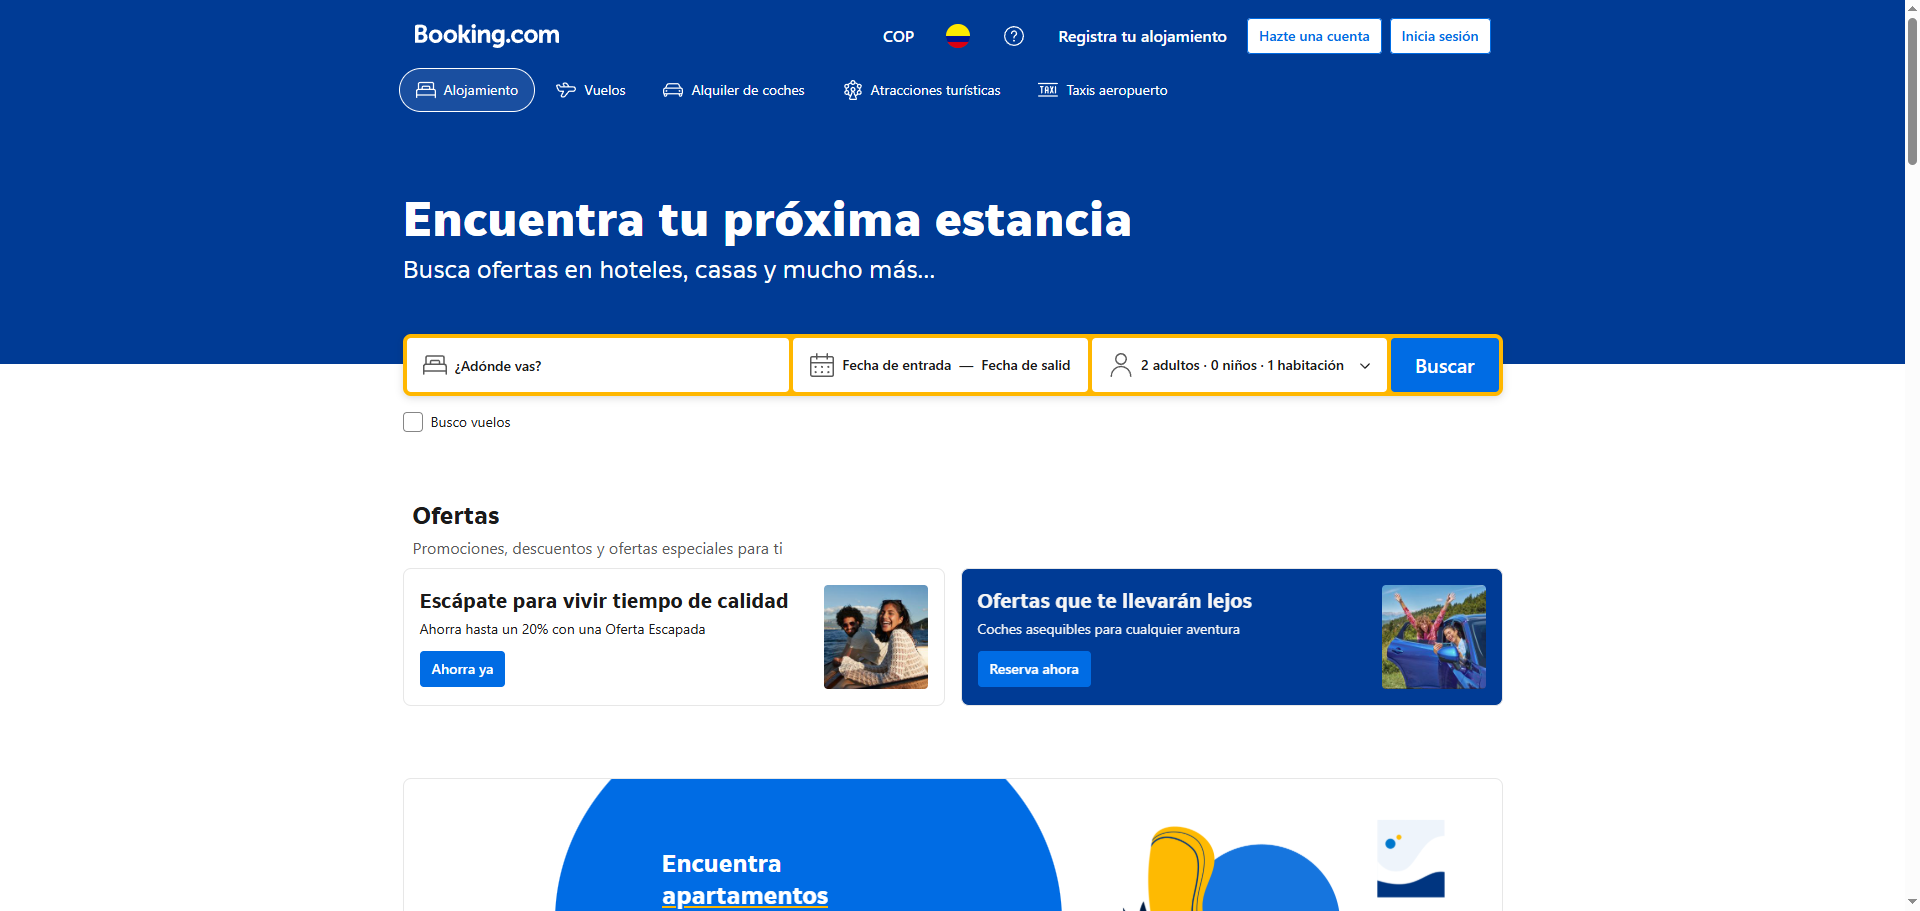 Booking.com
COP
Registra tu alojamiento
Hazte una cuenta
Inicia sesión
Alojamiento
Vuelos
Alquiler de coches
Atracciones turísticas
TAXI
Taxis aeropuerto
Encuentra tu próxima estancia
Busca ofertas en hoteles, casas y mucho más...
¿Adónde vas?
Fecha de entrada — Fecha de salid
2 adultos · 0 niños · 1 habitación
Buscar
Busco vuelos
Ofertas
Promociones, descuentos y ofertas especiales para ti
Escápate para vivir tiempo de calidad
Ahorra hasta un 20% con una Oferta Escapada
Ahorra ya
Ofertas que te llevarán lejos
Coches asequibles para cualquier aventura
Reserva ahora
Encuentra
apartamentos